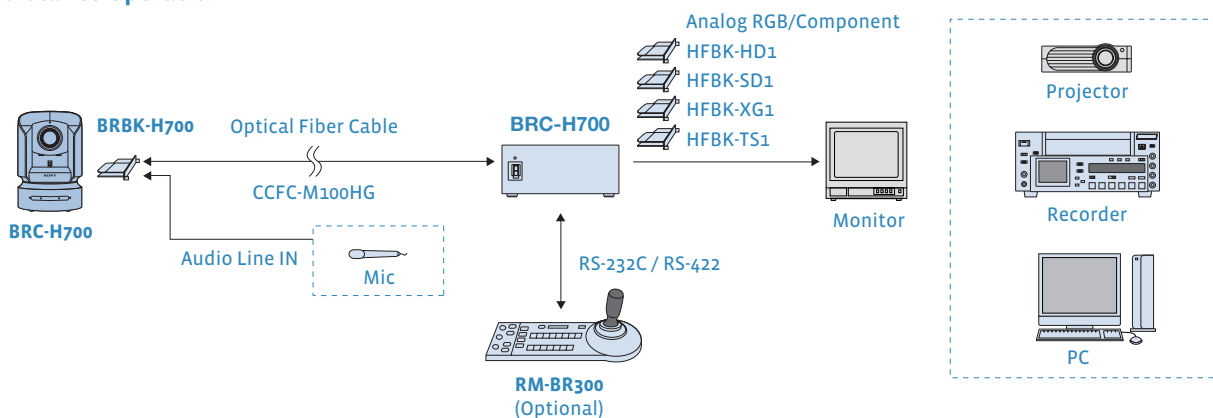 Analog RGB/Component
HFBK-HD1
HFBK-SD1
HFBK-XG1
HFBK-TS1
BRBK-H700
Optical Fiber Cable
CCFC-M100HG
BRC-H700
BRC-H700
SONY
Audio Line IN
Mic
RS-232C / RS-422
RM-BR300
(Optional)
Monitor
Projector
Recorder
PC